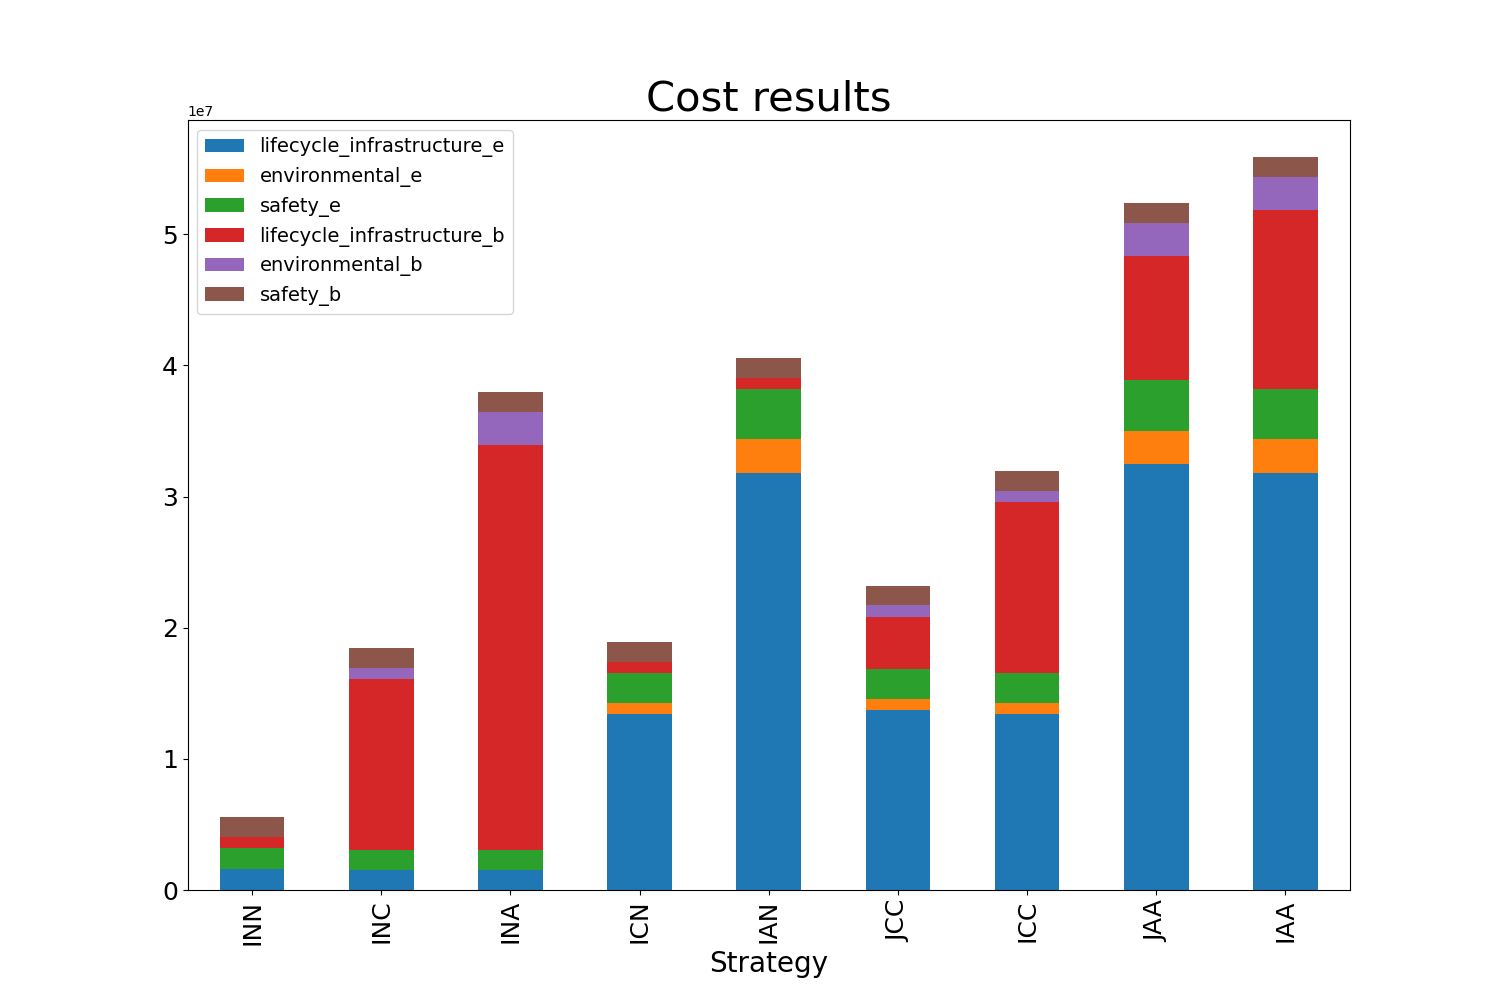 Cost results
1e7
lifecycle_infrastructure_e
environmental_e
safety_e
lifecycle_infrastructure_b
environmental_b
safety_b
5
4
3
2
1
0
INN
INC
INA
ICN
IAN
JCC
ICC
JAA
IAA
Strategy